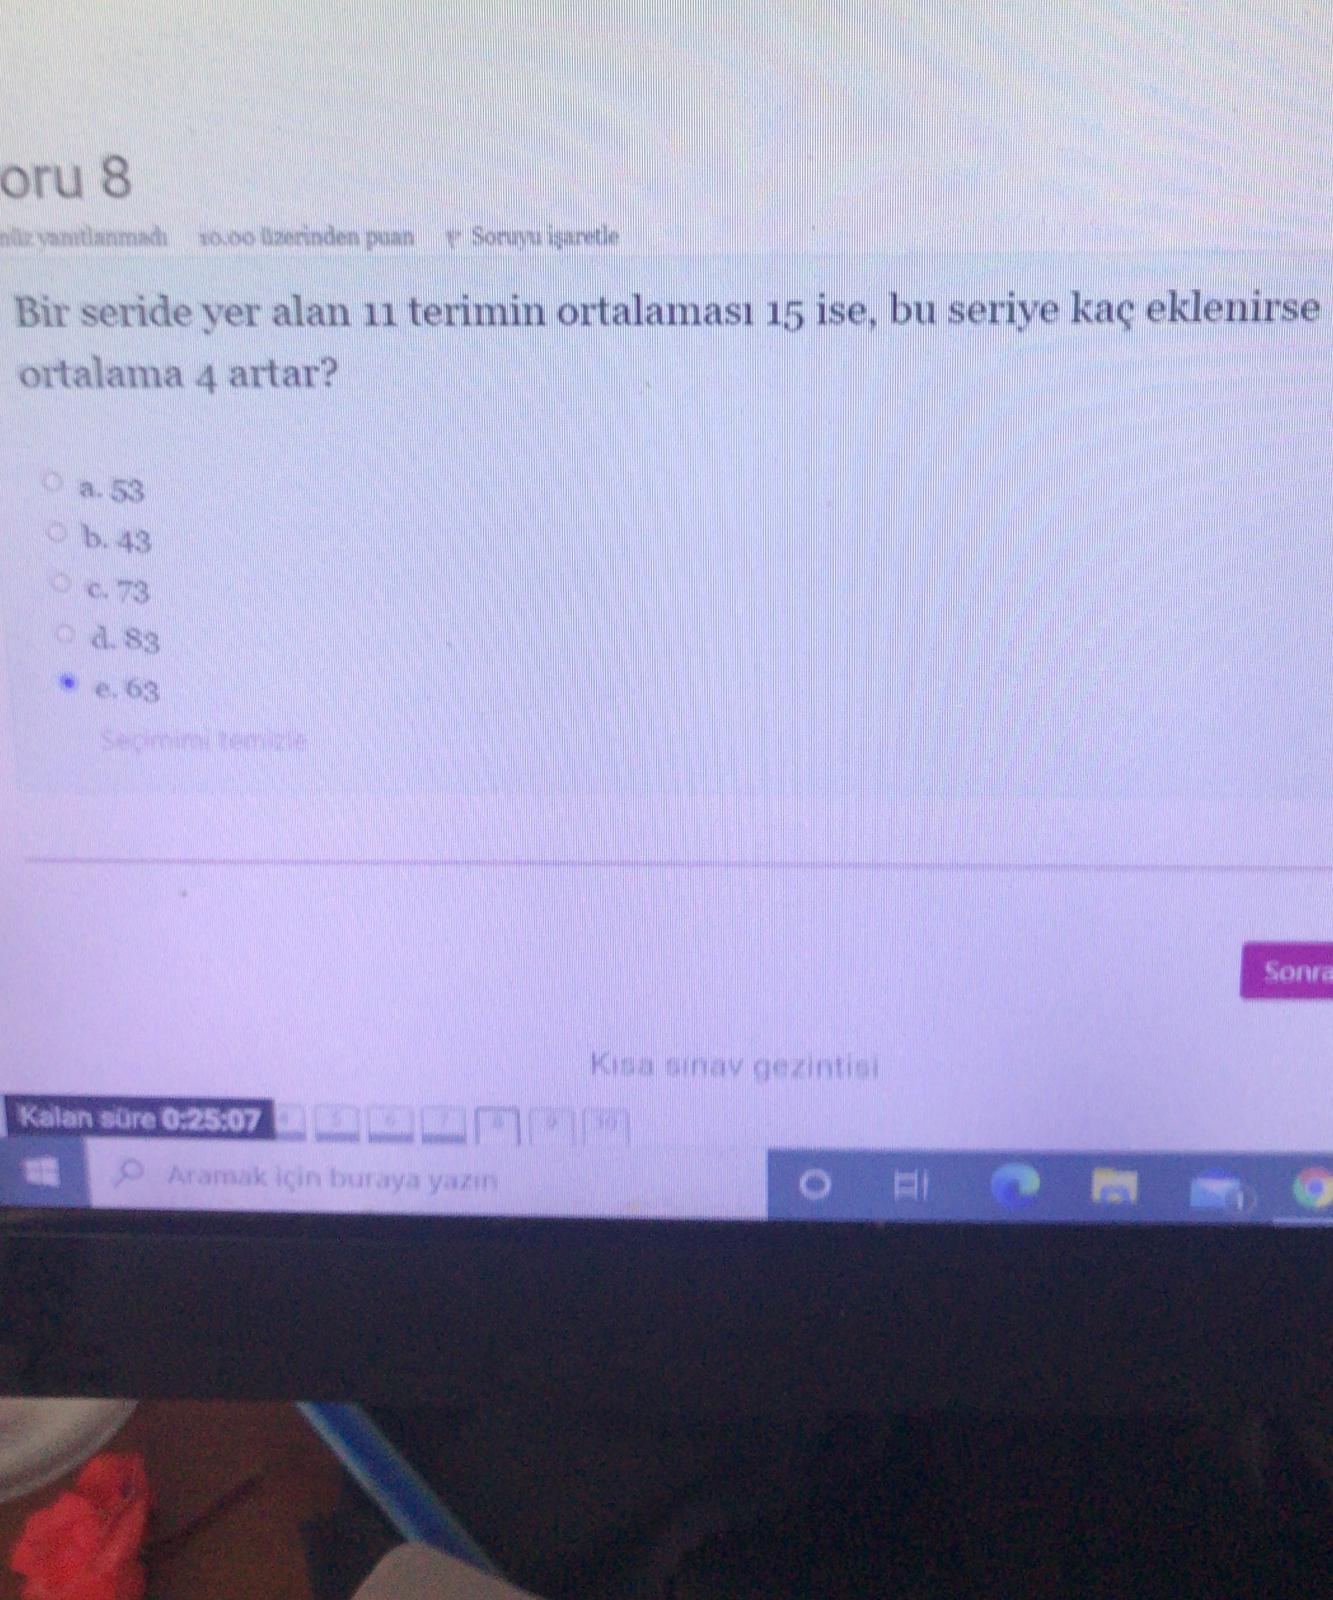 oru 8
nüz yanıtlanmadı 10.00 üzerinden puan Soruyu işaretle
Bir seride yer alan 11 terimin ortalaması 15 ise, bu seriye kaç eklenirse
ortalama 4 artar?
a. 53
b. 43
c. 73
d. 83
e. 63
Seçimimi temizle
Sonra
Kısa sınav gezintisi
Kalan süre 0:25:07 5 6 7 8 9 10
Aramak için buraya yazın